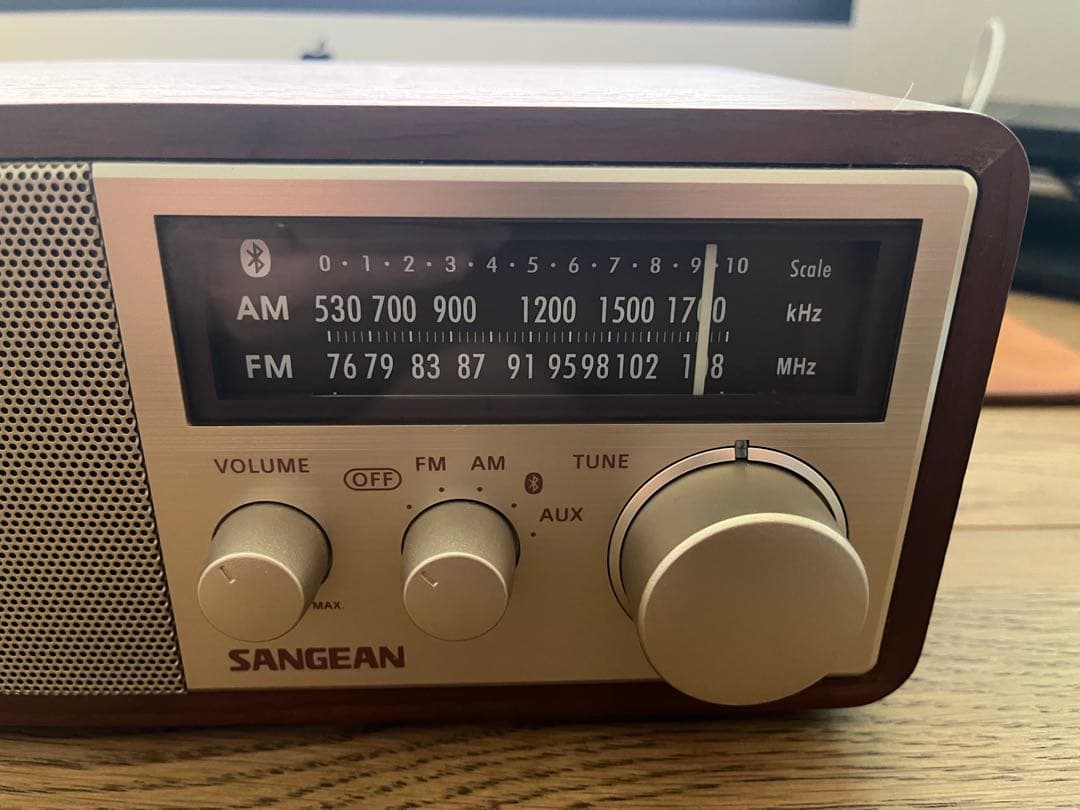 0 · 1 · 2 · 3 · 4 · 5 · 6 · 7 · 8 · 9 · 10 Scale
AM 530 700 900 1200 1500 1700 kHz
FM 76 79 83 87 91 95 98 102 108 MHz
VOLUME OFF FM AM TUNE
AUX
MAX.
SANGEAN